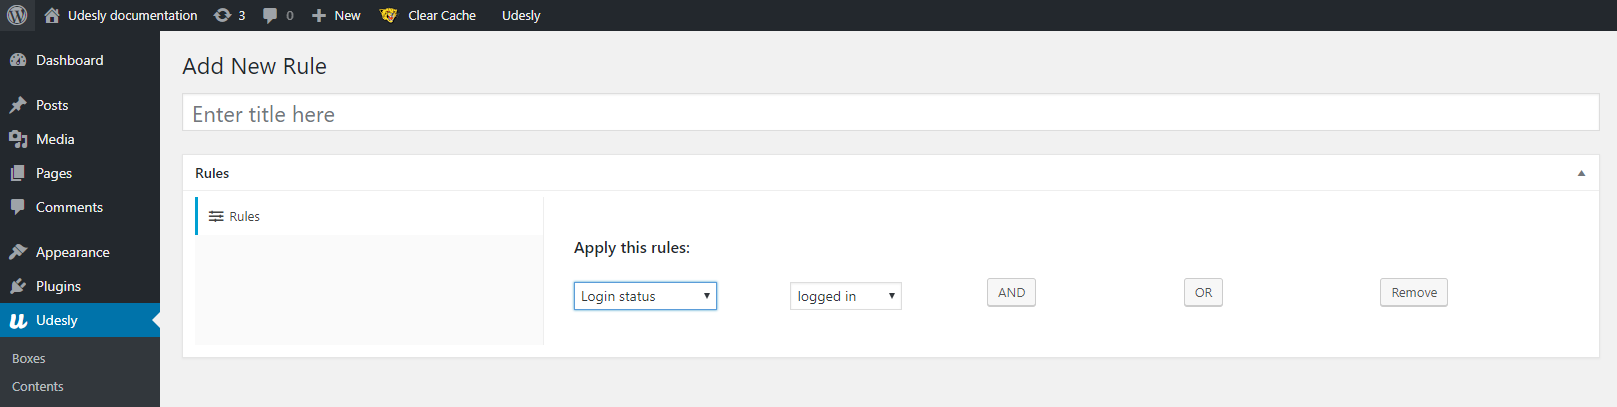 Udesly documentation 3 0 New Clear Cache Udesly
Dashboard
Posts
Media
Pages
Comments
Appearance
Plugins
Udesly
Boxes
Contents
Add New Rule
Enter title here
Rules
Rules
Apply this rules:
Login status logged in AND OR Remove